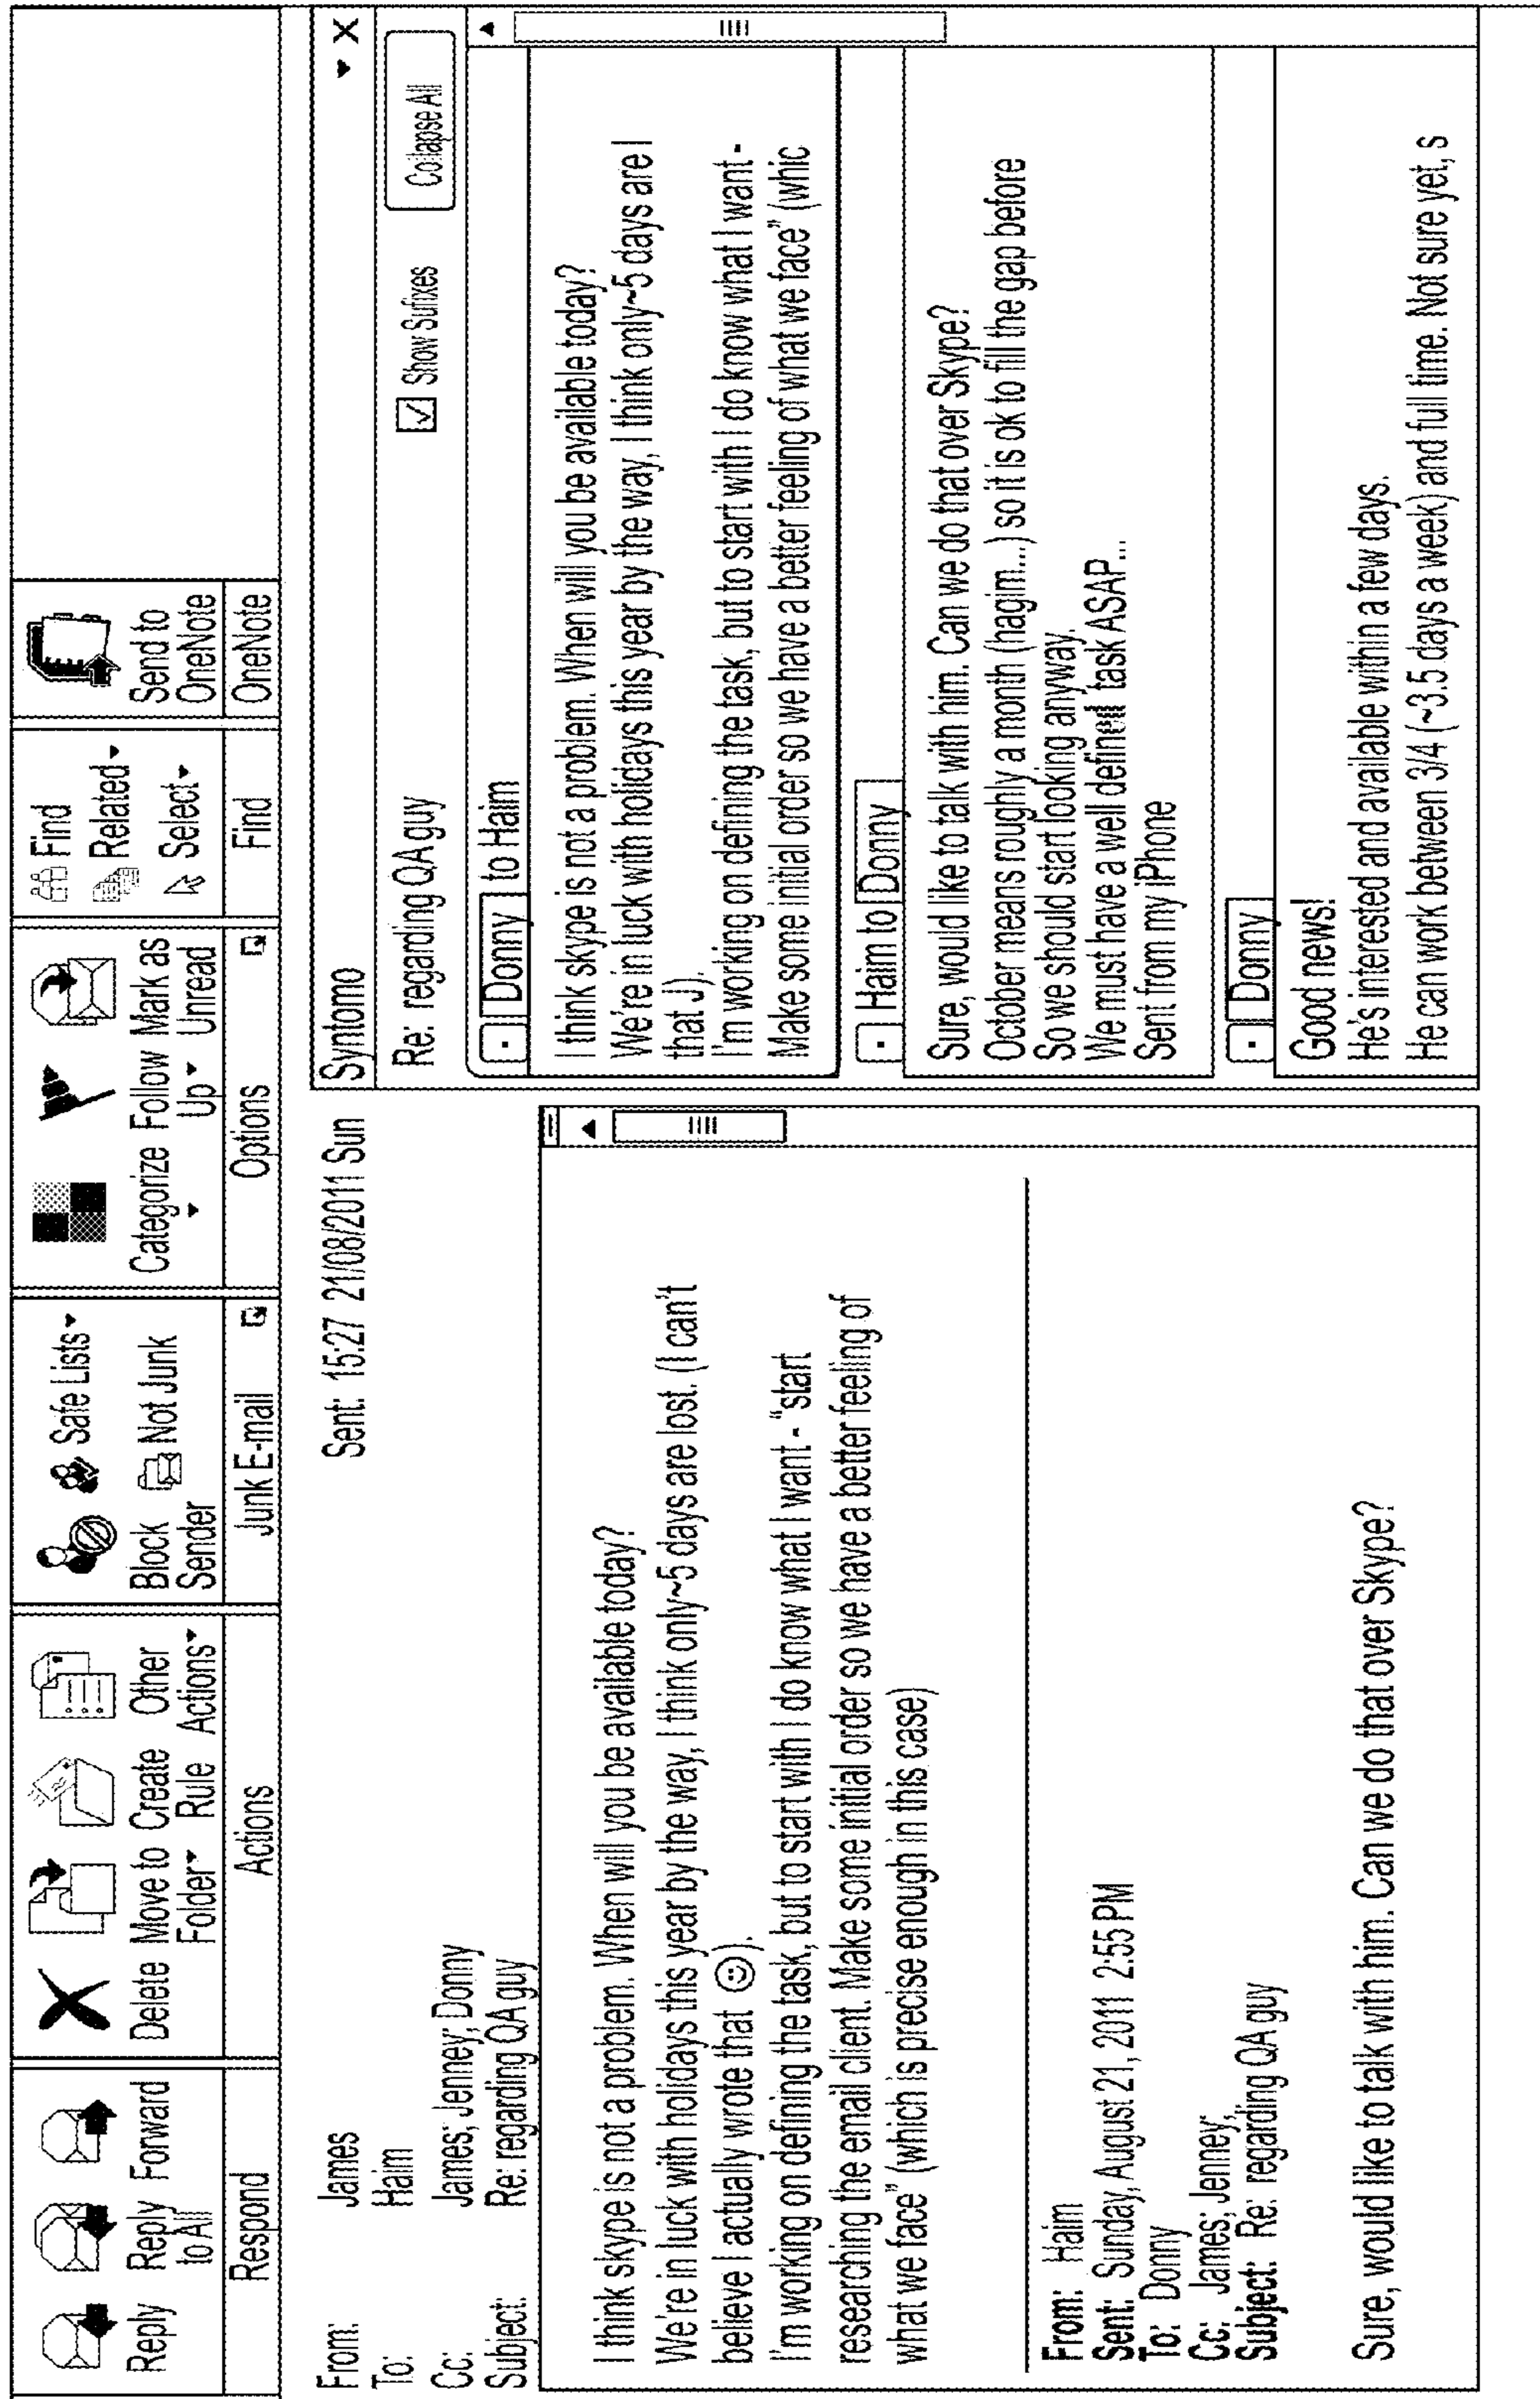 Reply
Reply to All
Forward
Respond
Delete
Move to Folder
Create Rule
Other Actions
Actions
Block Sender
Safe Lists
Not Junk
Junk E-mail
Categorize
Follow Up
Mark as Unread
Options
Find
Related
Select
Find
Send to OneNote
OneNote
From: James
Sent: 15:27 21/08/2011 Sun
To: Haim
Cc: James; Jenney; Donny
Subject: Re: regarding QA guy
I think skype is not a problem. When will you be available today?
We're in luck with holidays this year by the way, I think only~5 days are lost. (I can't
believe I actually wrote that ☺).
I'm working on defining the task, but to start with I do know what I want - "start
researching the email client. Make some initial order so we have a better feeling of
what we face" (which is precise enough in this case)
From: Haim
Sent: Sunday, August 21, 2011 2:55 PM
To: Donny
Cc: James; Jenney;
Subject: Re: regarding QA guy
Sure, would like to talk with him. Can we do that over Skype?
Syntomo
X
Re: regarding QA guy
Show Sufixes
Collapse All
Donny to Haim
I think skype is not a problem. When will you be available today?
We're in luck with holidays this year by the way, I think only~5 days are l
that J).
I'm working on defining the task, but to start with I do know what I want -
Make some initial order so we have a better feeling of what we face" (whic
Haim to Donny
Sure, would like to talk with him. Can we do that over Skype?
October means roughly a month (hagim...) so it is ok to fill the gap before
So we should start looking anyway.
We must have a well defined task ASAP...
Sent from my iPhone
Donny
Good news!
He's interested and available within a few days.
He can work between 3/4 (~3.5 days a week) and full time. Not sure yet, s